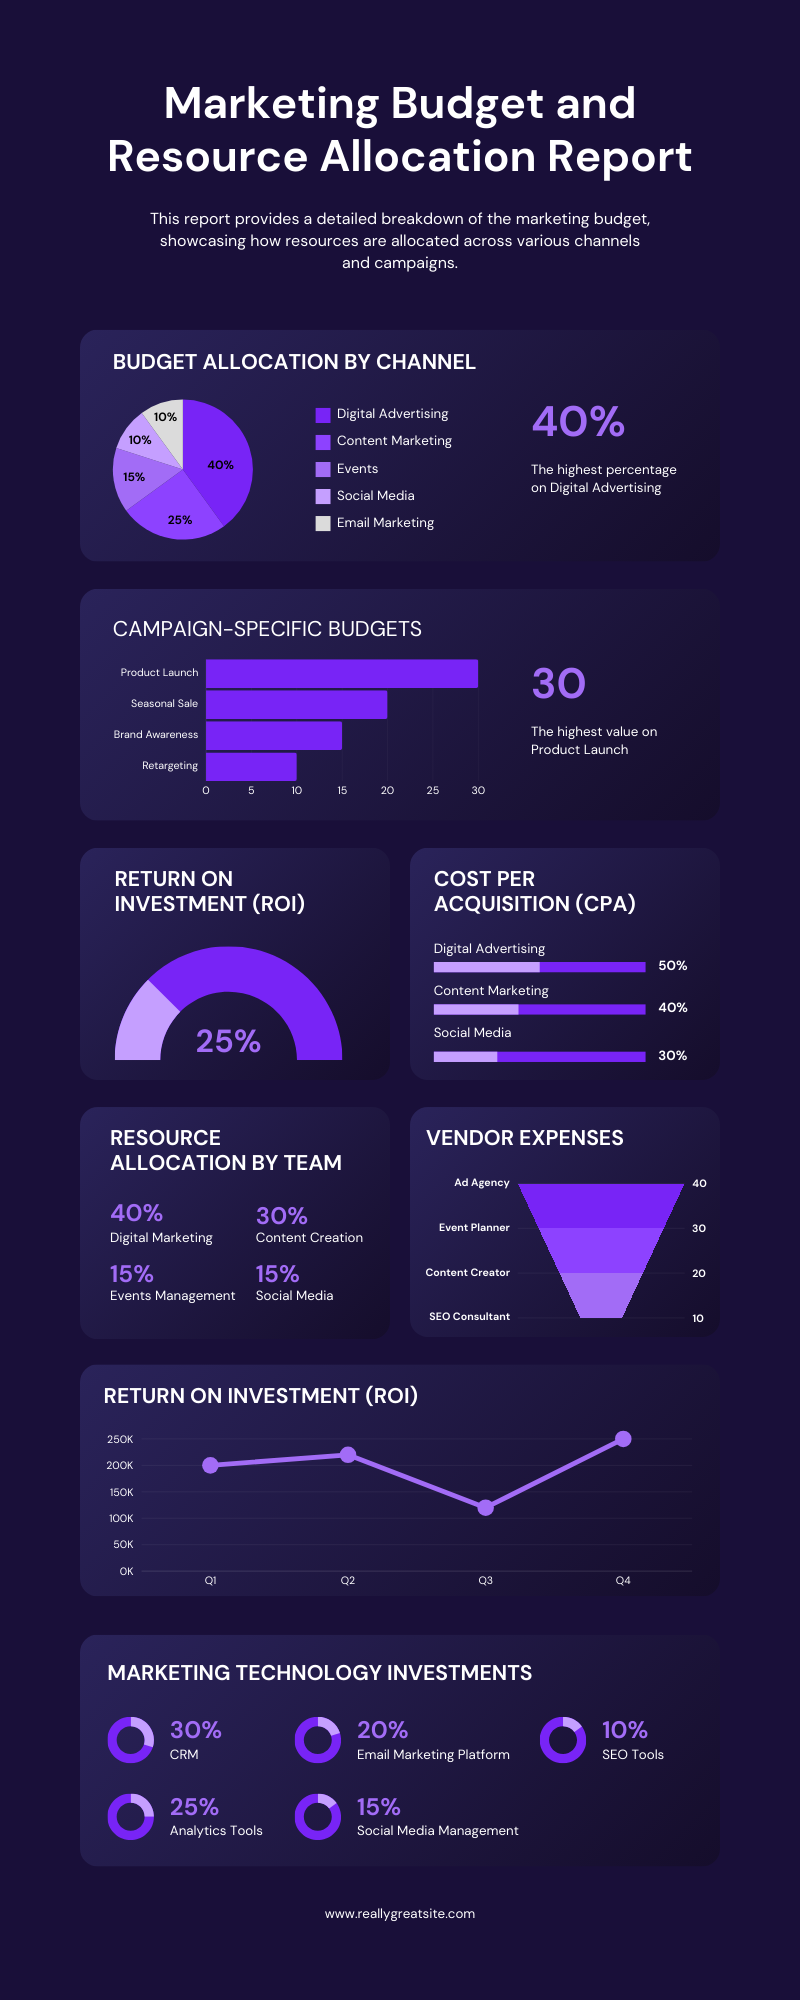 Marketing Budget and
Resource Allocation Report
This report provides a detailed breakdown of the marketing budget,
showcasing how resources are allocated across various channels
and campaigns.
BUDGET ALLOCATION BY CHANNEL
10%
10%
15%
25%
40%
Digital Advertising
Content Marketing
Events
Social Media
Email Marketing
40%
The highest percentage
on Digital Advertising
CAMPAIGN-SPECIFIC BUDGETS
Product Launch
Seasonal Sale
Brand Awareness
Retargeting
0 5 10 15 20 25 30
30
The highest value on
Product Launch
RETURN ON
INVESTMENT (ROI)
25%
COST PER
ACQUISITION (CPA)
Digital Advertising
50%
Content Marketing
40%
Social Media
30%
RESOURCE
ALLOCATION BY TEAM
40%
Digital Marketing
30%
Content Creation
15%
Events Management
15%
Social Media
VENDOR EXPENSES
Ad Agency 40
Event Planner 30
Content Creator 20
SEO Consultant 10
RETURN ON INVESTMENT (ROI)
250K
200K
150K
100K
50K
0K
Q1 Q2 Q3 Q4
MARKETING TECHNOLOGY INVESTMENTS
30%
CRM
20%
Email Marketing Platform
10%
SEO Tools
25%
Analytics Tools
15%
Social Media Management
www.reallygreatsite.com